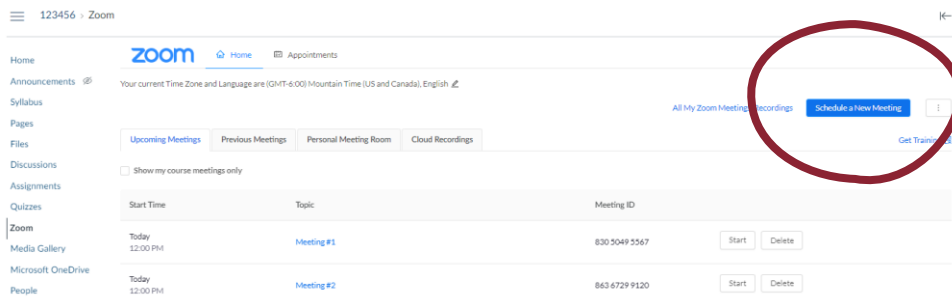 123456 › Zoom
Home
Announcements
Syllabus
Pages
Files
Discussions
Assignments
Quizzes
Zoom
Media Gallery
Microsoft OneDrive
People
zoom
Home
Appointments
Your current Time Zone and Language are (GMT-6:00) Mountain Time (US and Canada), English
All My Zoom Meetings/Recordings
Schedule a New Meeting
Upcoming Meetings Previous Meetings Personal Meeting Room Cloud Recordings
Get Training
Show my course meetings only
Start Time Topic Meeting ID
Today
12:00 PM
Meeting #1 830 5049 5567 Start Delete
Today
12:00 PM
Meeting #2 863 6729 9120 Start Delete